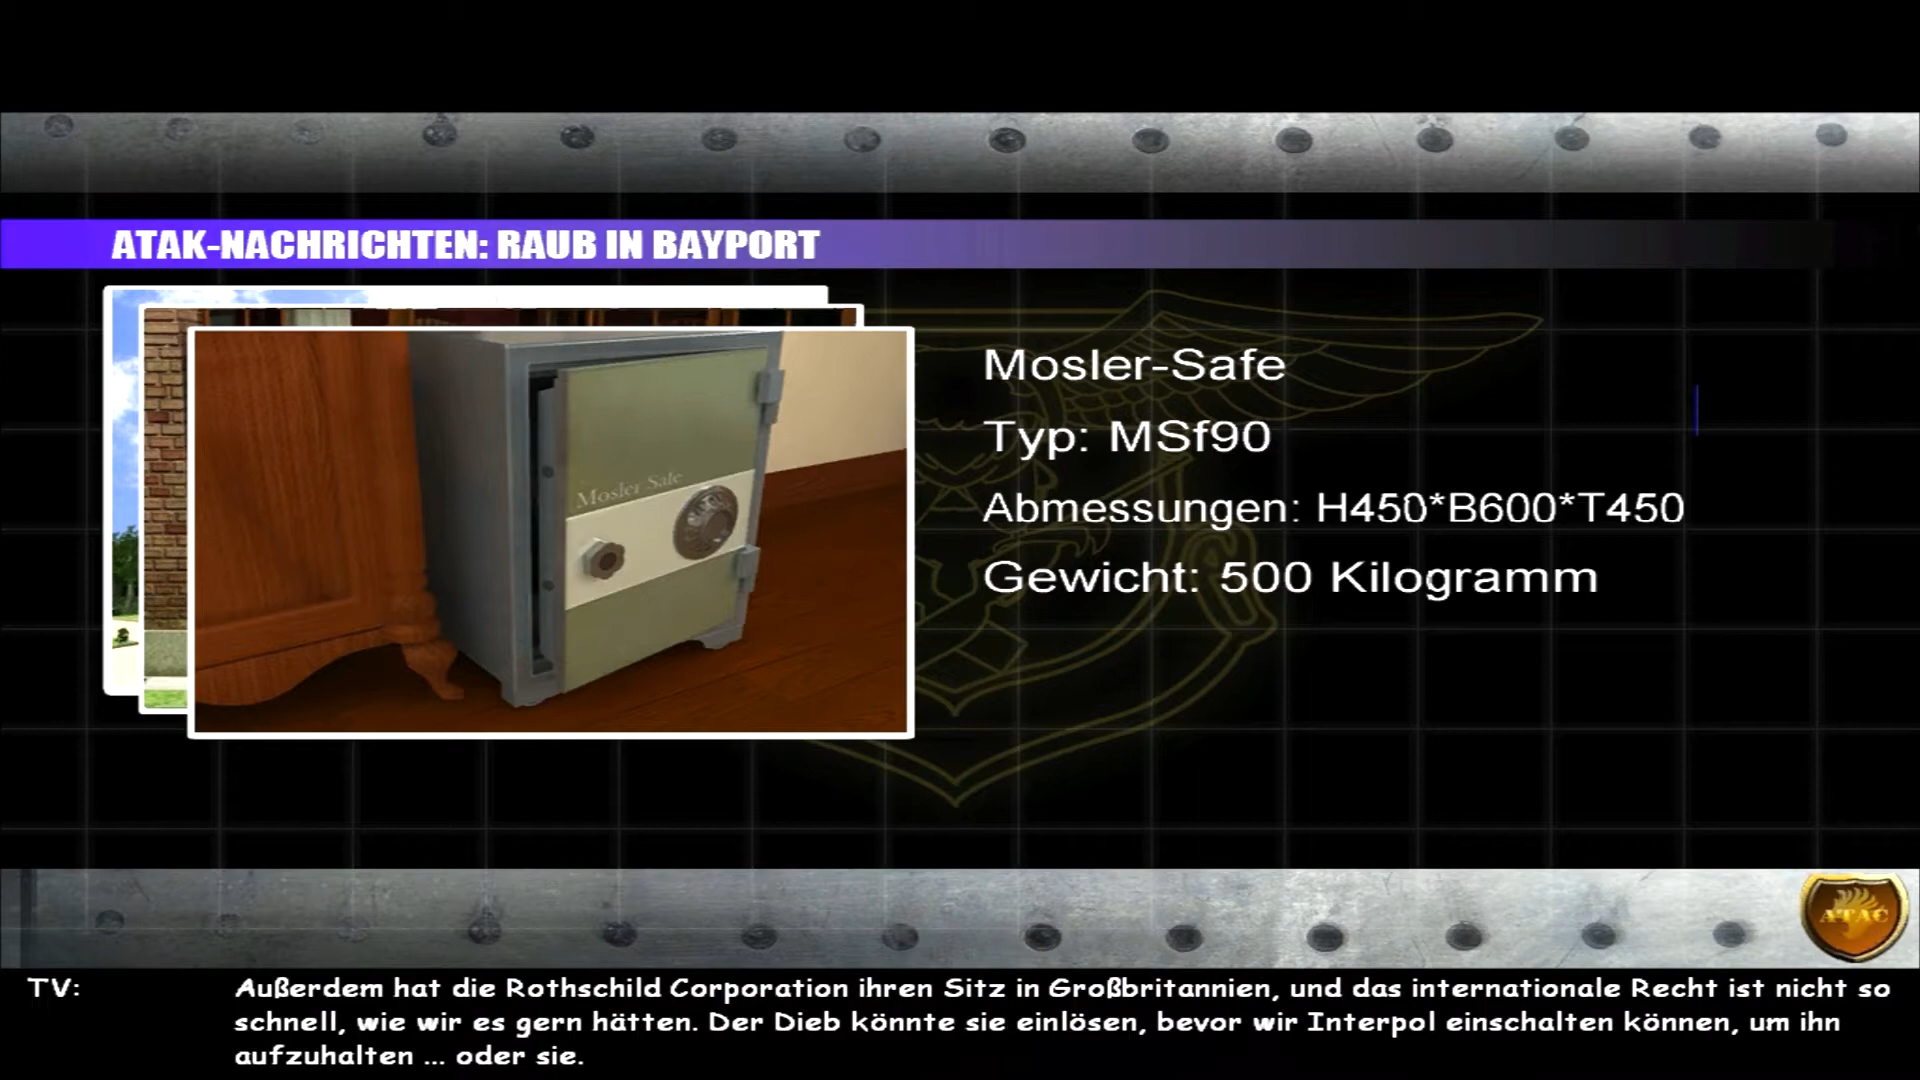 ATAK-NACHRICHTEN: RAUB IN BAYPORT
Mosler Safe
Mosler-Safe
Typ: MSf90
Abmessungen: H450*B600*T450
Gewicht: 500 Kilogramm
ATAC
TV: Außerdem hat die Rothschild Corporation ihren Sitz in Großbritannien, und das internationale Recht ist nicht so
schnell, wie wir es gern hätten. Der Dieb könnte sie einlösen, bevor wir Interpol einschalten können, um ihn
aufzuhalten ... oder sie.